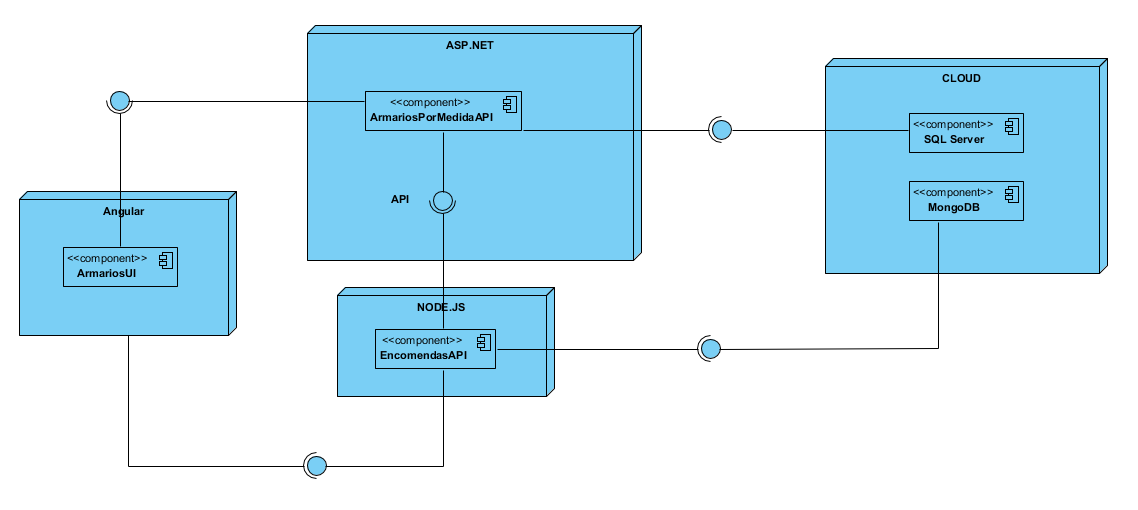 ASP.NET
<<component>>
ArmariosPorMedidaAPI
API
CLOUD
<<component>>
SQL Server
<<component>>
MongoDB
Angular
<<component>>
ArmariosUI
NODE.JS
<<component>>
EncomendasAPI